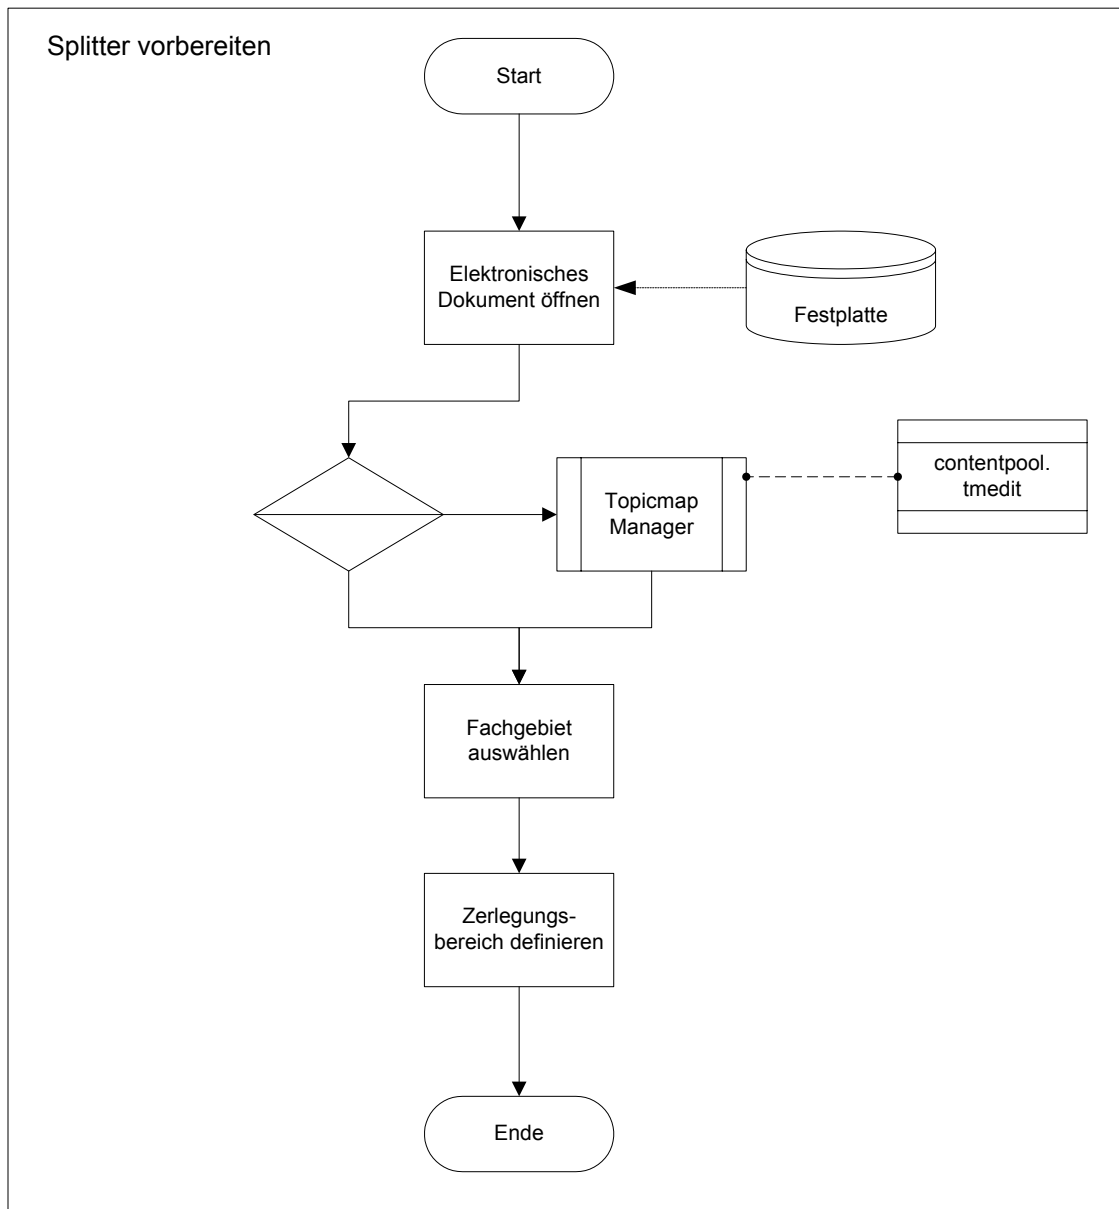 Splitter vorbereiten
Start
Elektronisches
Dokument öffnen
Festplatte
contentpool.
tmedit
Topicmap
Manager
Fachgebiet
auswählen
Zerlegungs-
bereich definieren
Ende